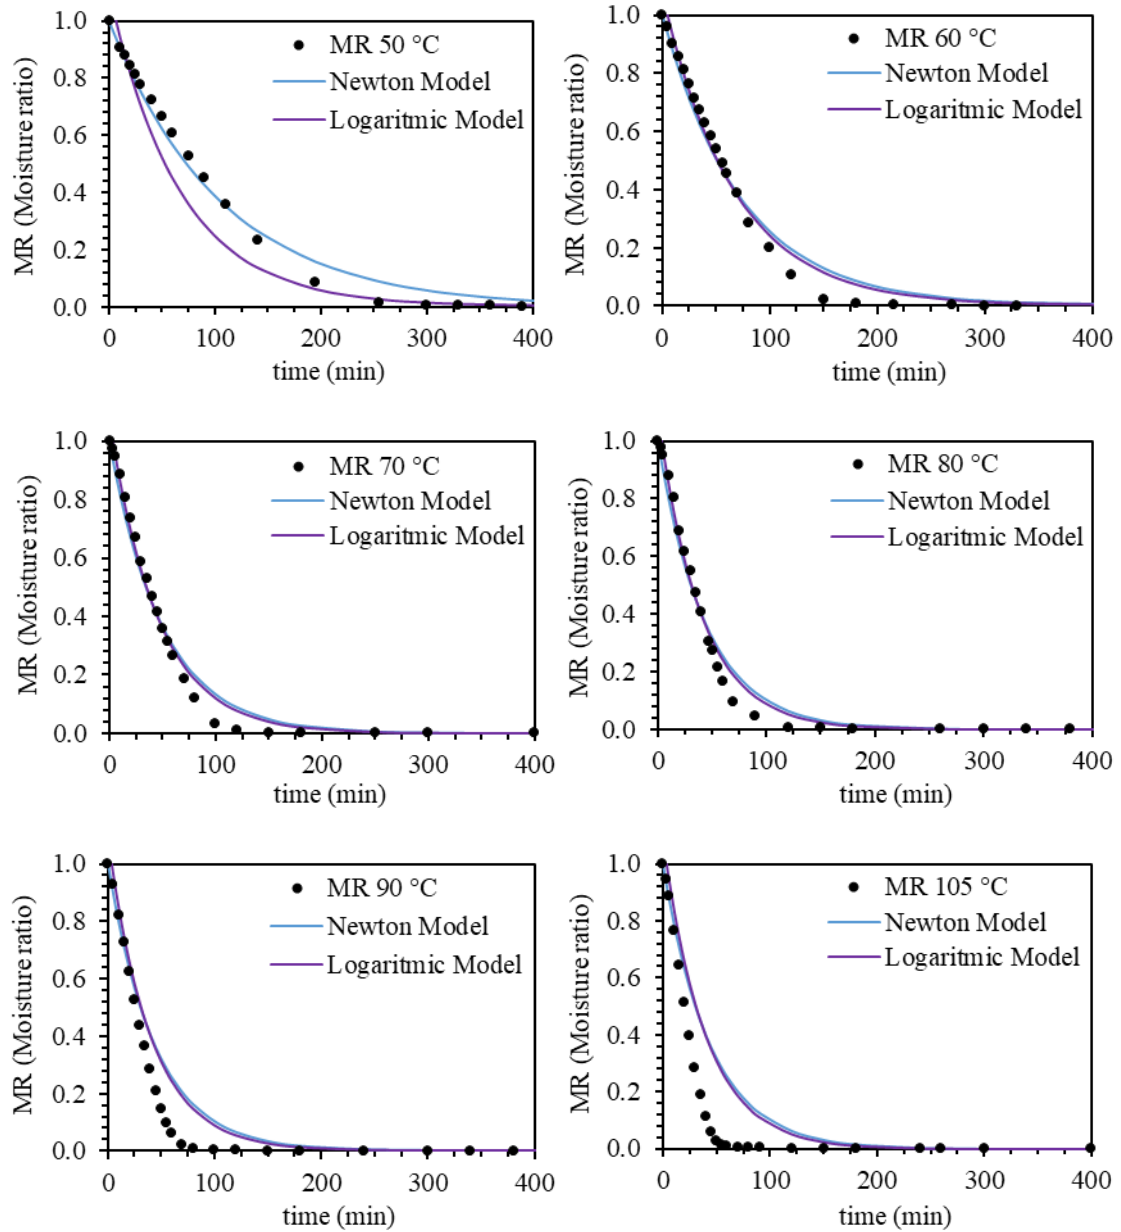 MR 50 °C
Newton Model
Logaritmic Model
MR (Moisture ratio)
1.0
0.8
0.6
0.4
0.2
0.0
0 100 200 300 400
time (min)
MR 60 °C
Newton Model
Logaritmic Model
MR (Moisture ratio)
1.0
0.8
0.6
0.4
0.2
0.0
0 100 200 300 400
time (min)
MR 70 °C
Newton Model
Logaritmic Model
MR (Moisture ratio)
1.0
0.8
0.6
0.4
0.2
0.0
0 100 200 300 400
time (min)
MR 80 °C
Newton Model
Logaritmic Model
MR (Moisture ratio)
1.0
0.8
0.6
0.4
0.2
0.0
0 100 200 300 400
time (min)
MR 90 °C
Newton Model
Logaritmic Model
MR (Moisture ratio)
1.0
0.8
0.6
0.4
0.2
0.0
0 100 200 300 400
time (min)
MR 105 °C
Newton Model
Logaritmic Model
MR (Moisture ratio)
1.0
0.8
0.6
0.4
0.2
0.0
0 100 200 300 400
time (min)